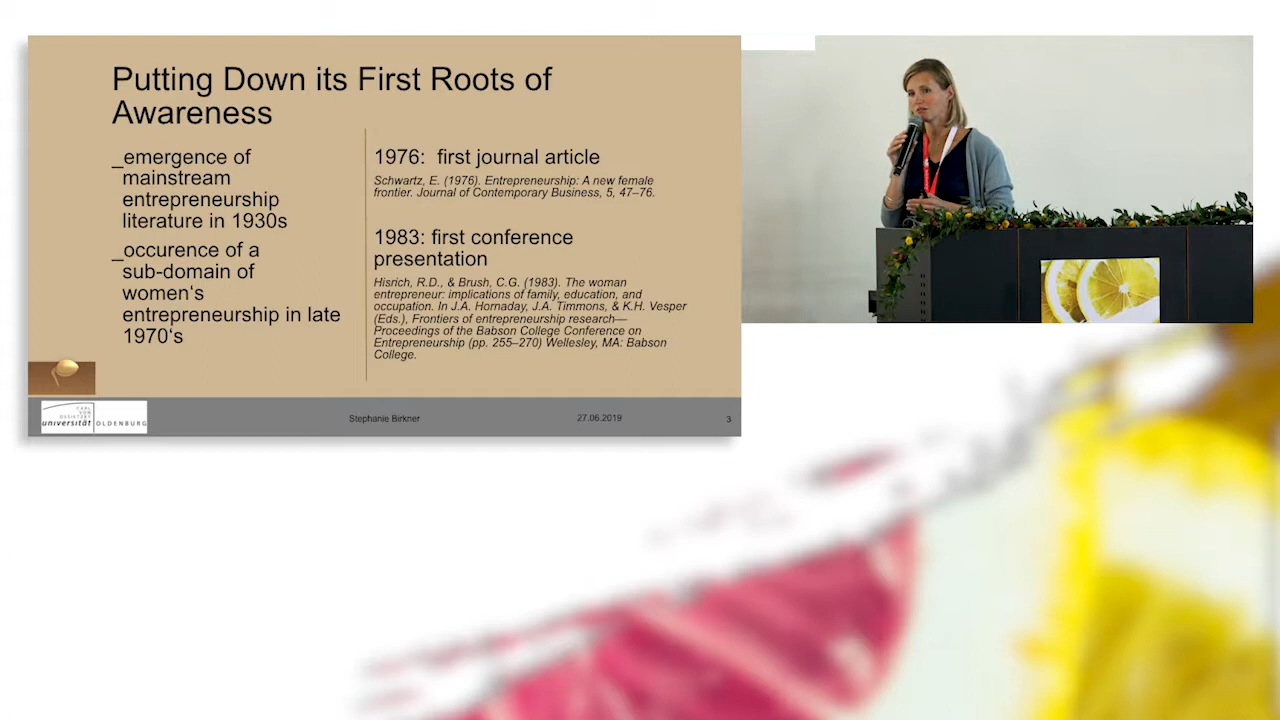 Putting Down its First Roots of
Awareness
_emergence of
mainstream
entrepreneurship
literature in 1930s
_occurence of a
sub-domain of
women‘s
entrepreneurship in late
1970‘s
1976:  first journal article
Schwartz, E. (1976). Entrepreneurship: A new female
frontier. Journal of Contemporary Business, 5, 47–76.
1983: first conference
presentation
Hisrich, R.D., & Brush, C.G. (1983). The woman
entrepreneur: implications of family, education, and
occupation. In J.A. Hornaday, J.A. Timmons, & K.H. Vesper
(Eds.), Frontiers of entrepreneurship research—
Proceedings of the Babson College Conference on
Entrepreneurship (pp. 255–270) Wellesley, MA: Babson
College.
CARL
VON
OSSIETZKY
universität OLDENBURG
Stephanie Birkner
27.06.2019
3